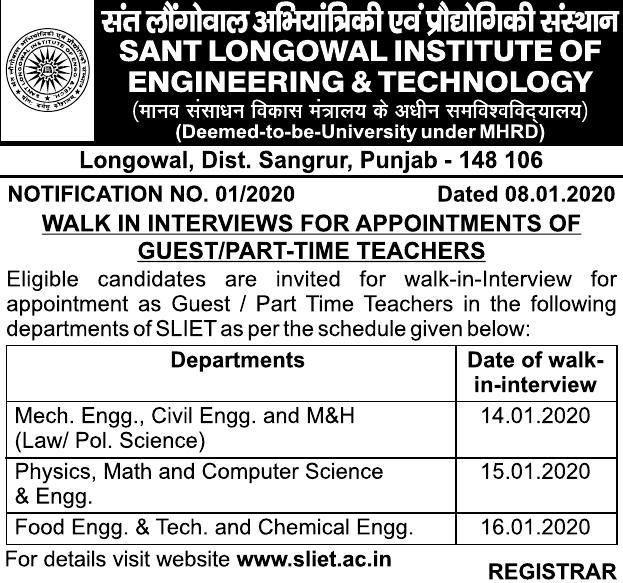 संत लौंगोवाल अभियांत्रिकी एवं प्रौद्योगिकी संस्थान
SANT LONGOWAL INSTITUTE OF
ENGINEERING & TECHNOLOGY
(मानव संसाधन विकास मंत्रालय के अधीन समविश्वविद्यालय)
(Deemed-to-be-University under MHRD)
Longowal, Dist. Sangrur, Punjab - 148 106
NOTIFICATION NO. 01/2020 Dated 08.01.2020
WALK IN INTERVIEWS FOR APPOINTMENTS OF
GUEST/PART-TIME TEACHERS
Eligible candidates are invited for walk-in-Interview for
appointment as Guest / Part Time Teachers in the following
departments of SLIET as per the schedule given below:
Departments Date of walk-
in-interview
Mech. Engg., Civil Engg. and M&H 14.01.2020
(Law/ Pol. Science)
Physics, Math and Computer Science 15.01.2020
& Engg.
Food Engg. & Tech. and Chemical Engg. 16.01.2020
For details visit website www.sliet.ac.in
REGISTRAR